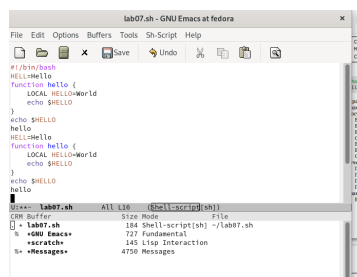 lab07.sh - GNU Emacs at fedora
File Edit Options Buffers Tools Sh-Script Help
Save Undo
#!/bin/bash
HELL=Hello
function hello {
LOCAL HELLO=World
echo $HELLO
}
echo $HELLO
hello
HELL=Hello
function hello {
LOCAL HELLO=World
echo $HELLO
}
echo $HELLO
hello
U:**- lab07.sh All L16 (Shell-script[sh])
CRM Buffer Size Mode File
. * lab07.sh 184 Shell-script[sh] ~/lab07.sh
% *GNU Emacs* 727 Fundamental
*scratch* 145 Lisp Interaction
%* *Messages* 4750 Messages